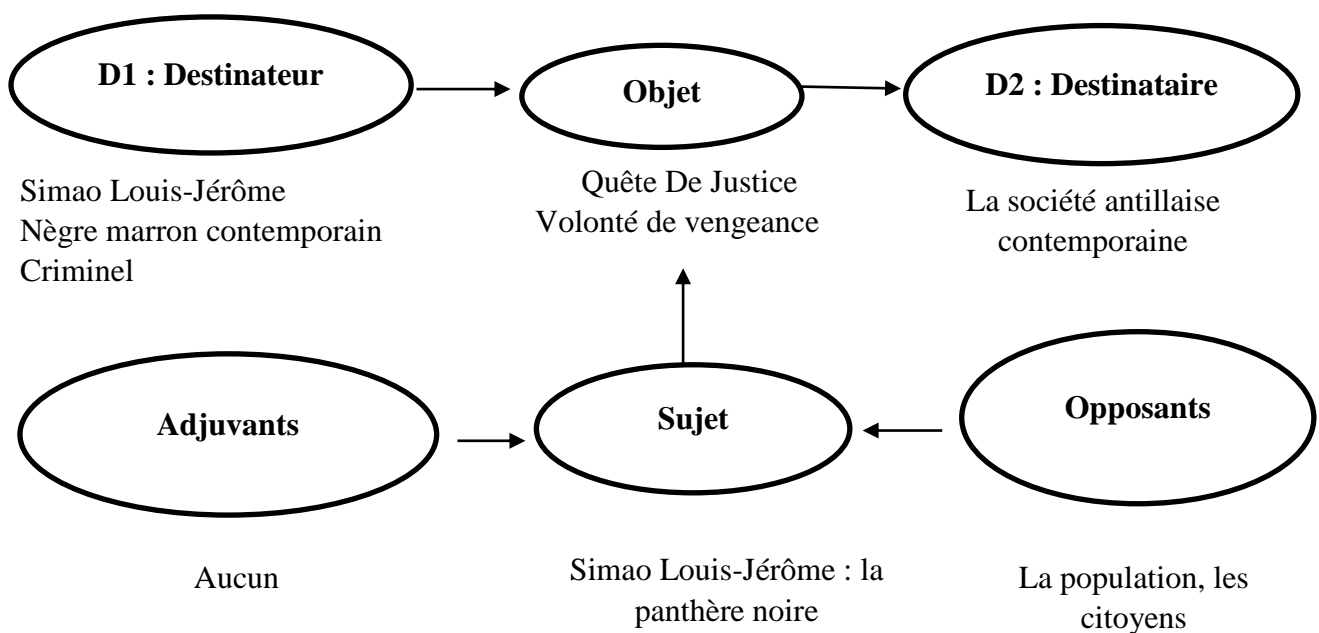 D1 : Destinateur
Objet
D2 : Destinataire
Simao Louis-Jérôme
Nègre marron contemporain
Criminel
Quête De Justice
Volonté de vengeance
La société antillaise
contemporaine
Adjuvants
Sujet
Opposants
Aucun
Simao Louis-Jérôme : la
panthère noire
La population, les
citoyens